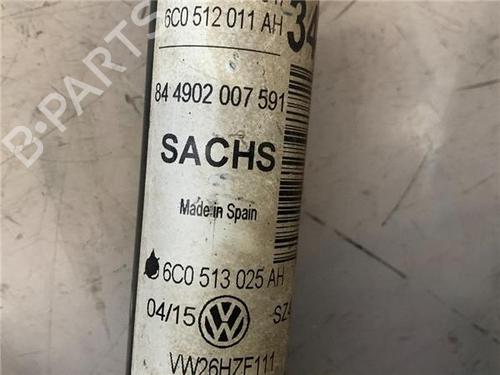 6C0 512 011 AH
34
84 4902 007 591
SACHS
Made in Spain
6C0 513 025 AH
04/15
SZ
VW26HZF111
B-PARTS